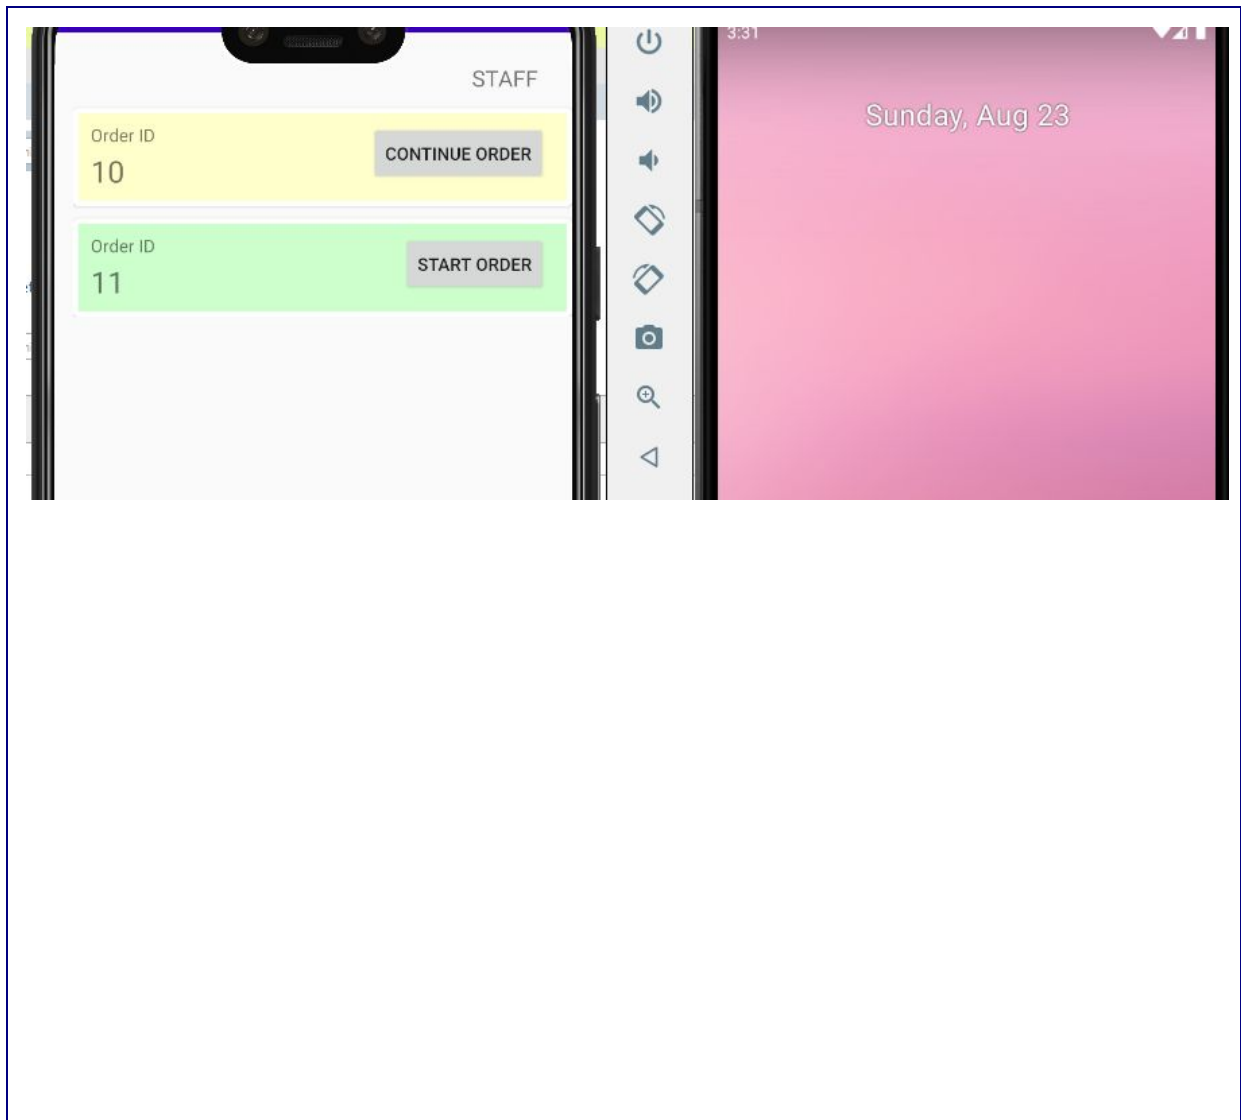 STAFF
Order ID
10
CONTINUE ORDER
Order ID
11
START ORDER
3:31
Sunday, Aug 23